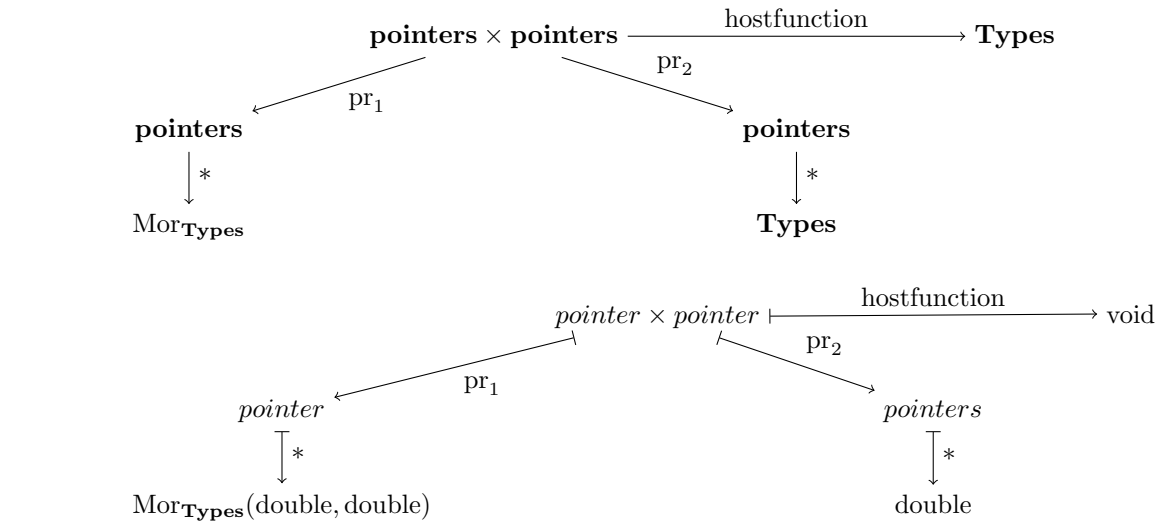 hostfunction
pointers × pointers Types
pr₁ pr₂
pointers pointers
* *
Mor_Types Types
hostfunction
pointer × pointer void
pr₁ pr₂
pointer pointers
* *
Mor_Types(double, double) double